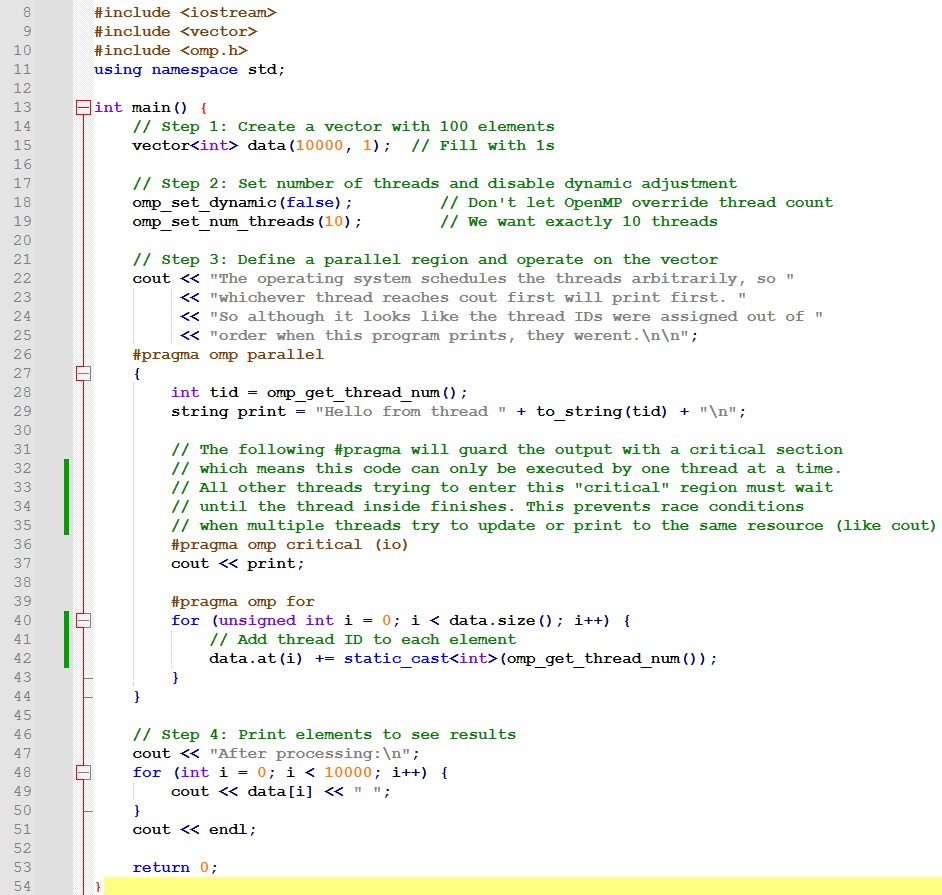 8 #include <iostream>
9 #include <vector>
10 #include <omp.h>
11 using namespace std;
12
13 int main() {
14     // Step 1: Create a vector with 100 elements
15     vector<int> data(10000, 1);  // Fill with 1s
16
17     // Step 2: Set number of threads and disable dynamic adjustment
18     omp_set_dynamic(false);         // Don't let OpenMP override thread count
19     omp_set_num_threads(10);        // We want exactly 10 threads
20
21     // Step 3: Define a parallel region and operate on the vector
22     cout << "The operating system schedules the threads arbitrarily, so "
23          << "whichever thread reaches cout first will print first. "
24          << "So although it looks like the thread IDs were assigned out of "
25          << "order when this program prints, they werent.\n\n";
26     #pragma omp parallel
27     {
28         int tid = omp_get_thread_num();
29         string print = "Hello from thread " + to_string(tid) + "\n";
30
31         // The following #pragma will guard the output with a critical section
32         // which means this code can only be executed by one thread at a time.
33         // All other threads trying to enter this "critical" region must wait
34         // until the thread inside finishes. This prevents race conditions
35         // when multiple threads try to update or print to the same resource (like cout)
36         #pragma omp critical (io)
37         cout << print;
38
39         #pragma omp for
40         for (unsigned int i = 0; i < data.size(); i++) {
41             // Add thread ID to each element
42             data.at(i) += static_cast<int>(omp_get_thread_num());
43         }
44     }
45
46     // Step 4: Print elements to see results
47     cout << "After processing:\n";
48     for (int i = 0; i < 10000; i++) {
49         cout << data[i] << " ";
50     }
51     cout << endl;
52
53     return 0;
54 }